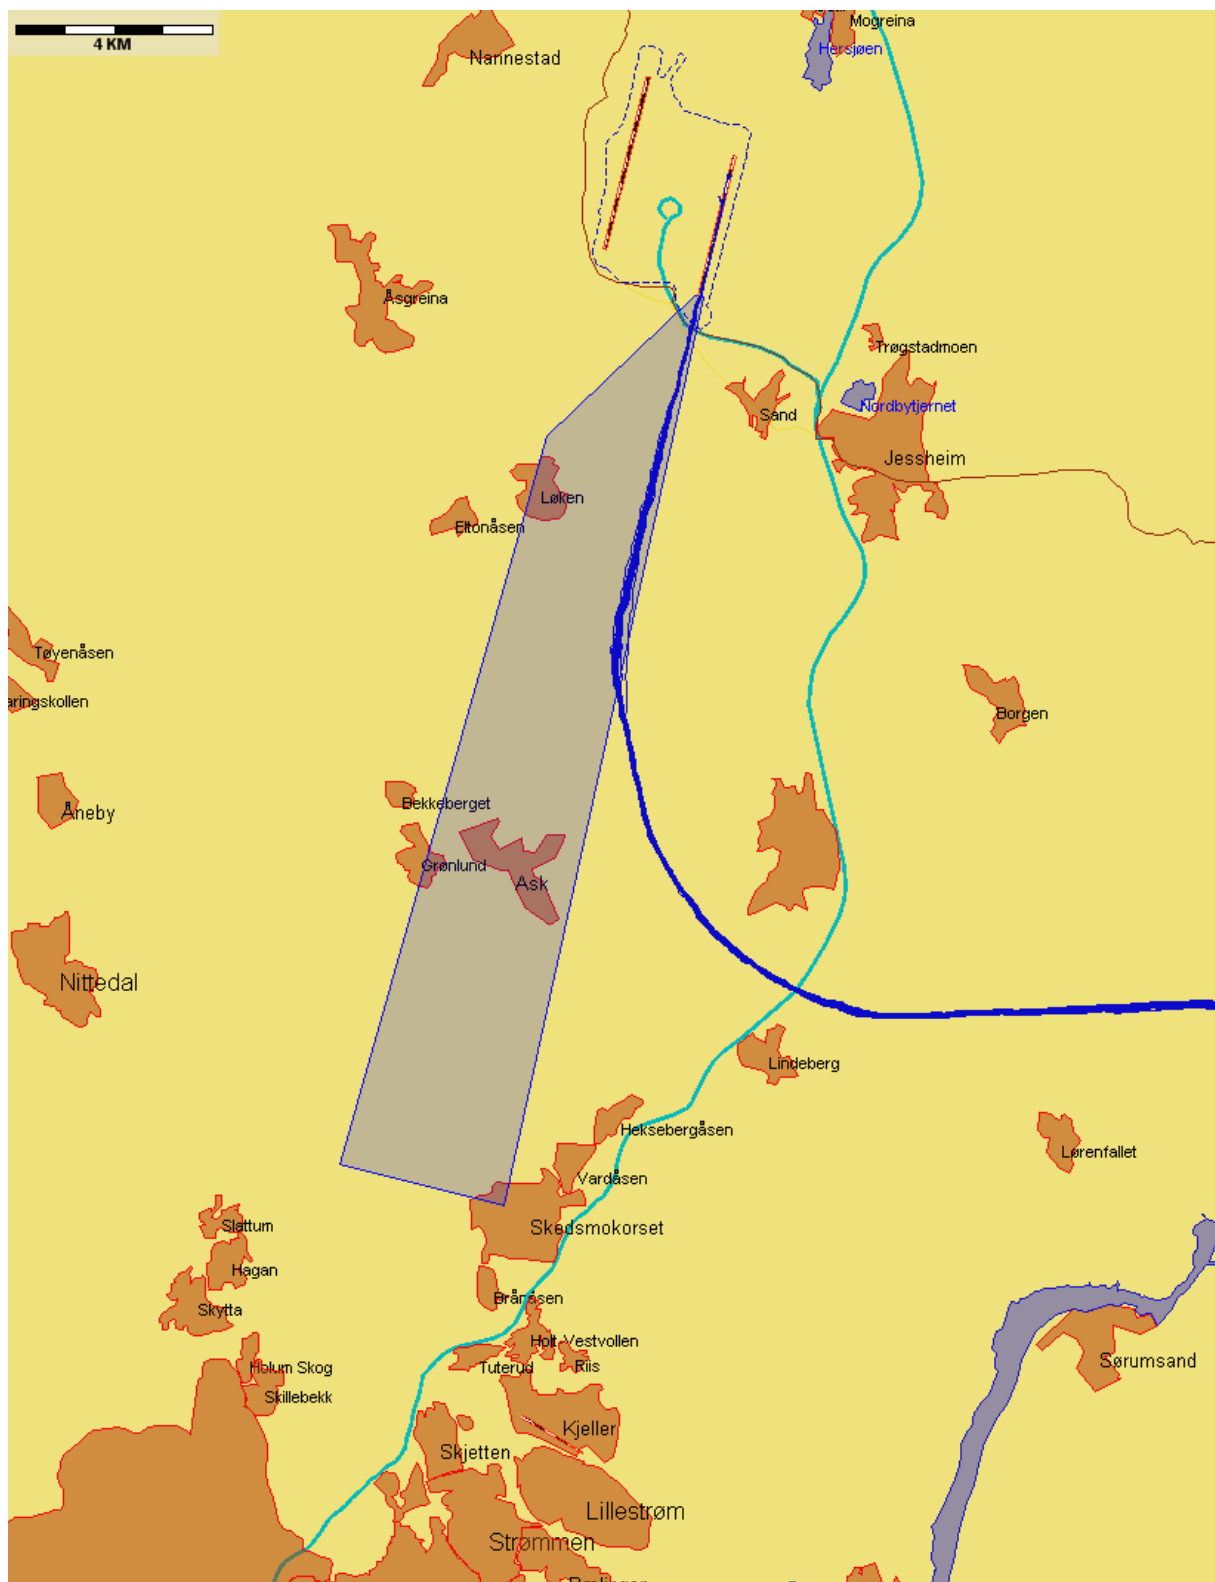 4 KM
Mogreina
Hersjøen
Nannestad
Åsgreina
Trøgstadmoen
Nordbytjernet
Sand
Jessheim
Løken
Eltonåsen
Tøyenåsen
aringskollen
Borgen
Bekkeberget
Åneby
Grønlund
Ask
Nittedal
Lindeberg
Heksebergåsen
Lørenfallet
Vardåsen
Slattum
Skedsmokorset
Hagan
Brånåsen
Skytta
Holt-Vestvollen
Holum Skog
Tuterud
Riis
Sørumsand
Skillebekk
Kjeller
Skjetten
Lillestrøm
Strømmen